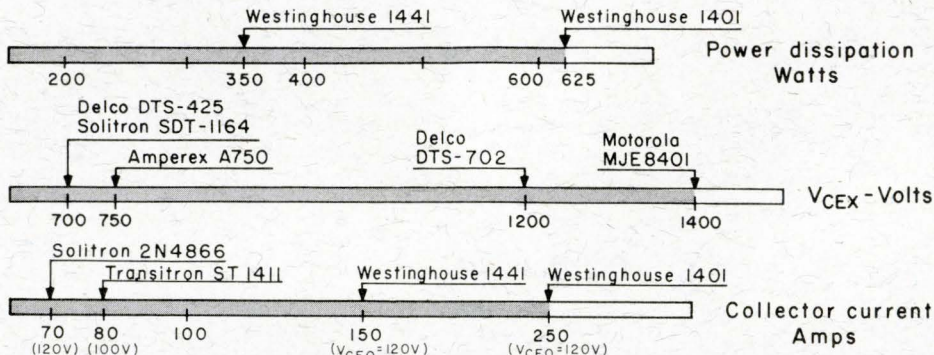 Westinghouse 1441
Westinghouse 1401
200
350
400
600
625
Power dissipation
Watts
Delco DTS-425
Solitron SDT-1164
Amperex A750
Delco
DTS-702
Motorola
MJE8401
700
750
1200
1400
VCEX-Volts
Solitron 2N4866
Transitron ST 1411
Westinghouse 1441
Westinghouse 1401
70
80
100
150
250
Collector current
Amps
(120V)
(100V)
(VCEO=120V)
(VCEO=120V)